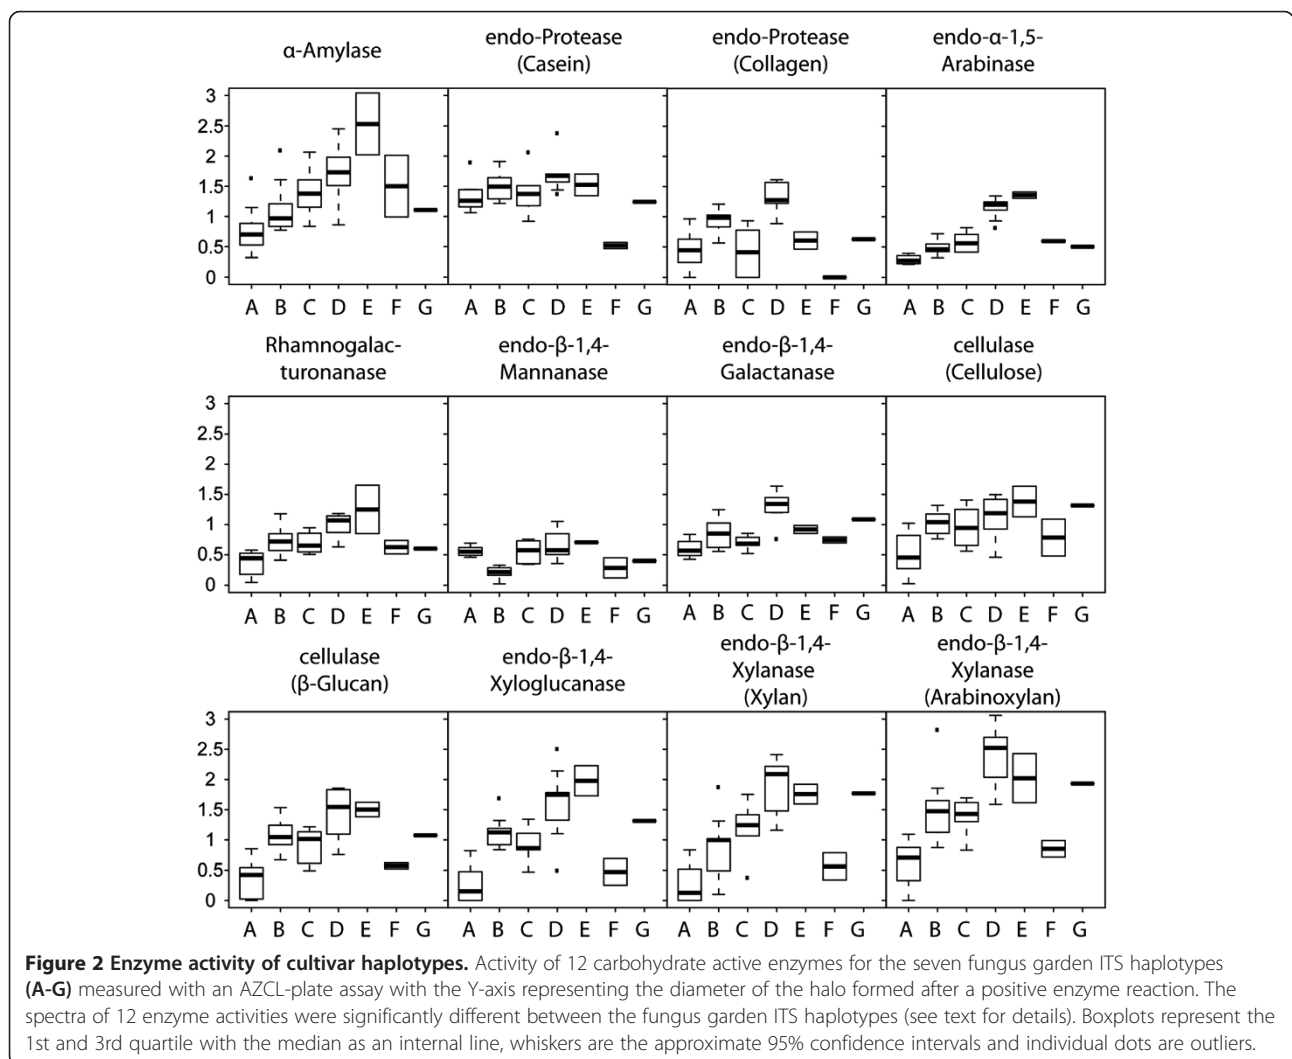 α-Amylase
endo-Protease
(Casein)
endo-Protease
(Collagen)
endo-α-1,5-
Arabinase
3
2.5
2
1.5
1
0.5
0
A B C D E F G
A B C D E F G
A B C D E F G
A B C D E F G
Rhamnogalac-
turonanase
endo-β-1,4-
Mannanase
endo-β-1,4-
Galactanase
cellulase
(Cellulose)
3
2.5
2
1.5
1
0.5
0
A B C D E F G
A B C D E F G
A B C D E F G
A B C D E F G
cellulase
(β-Glucan)
endo-β-1,4-
Xyloglucanase
endo-β-1,4-
Xylanase
(Xylan)
endo-β-1,4-
Xylanase
(Arabinoxylan)
3
2.5
2
1.5
1
0.5
0
A B C D E F G
A B C D E F G
A B C D E F G
A B C D E F G
Figure 2 Enzyme activity of cultivar haplotypes. Activity of 12 carbohydrate active enzymes for the seven fungus garden ITS haplotypes
(A-G) measured with an AZCL-plate assay with the Y-axis representing the diameter of the halo formed after a positive enzyme reaction. The
spectra of 12 enzyme activities were significantly different between the fungus garden ITS haplotypes (see text for details). Boxplots represent the
1st and 3rd quartile with the median as an internal line, whiskers are the approximate 95% confidence intervals and individual dots are outliers.